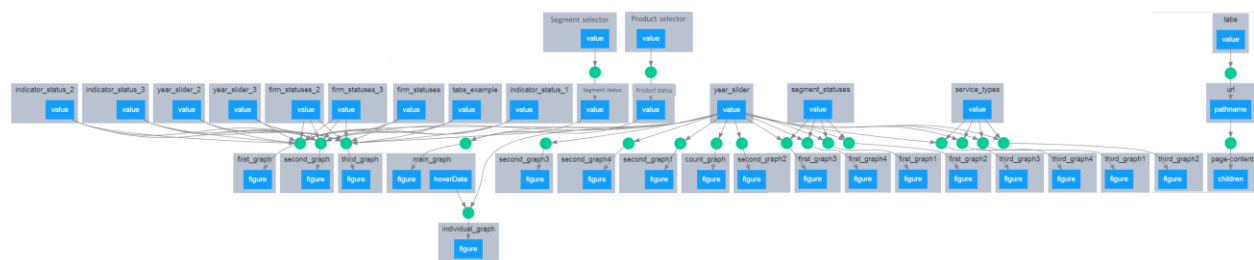 Segment selector
value
Product selector
value
tabs
value
indicator_status_2
value
indicator_status_3
value
year_slider_2
value
year_slider_3
value
firm_statuses_2
value
firm_statuses_3
value
firm_statuses
value
tabs_example
value
indicator_status_1
value
Segment status
value
Product status
value
year_slider
value
segment_statuses
value
service_types
value
url
pathname
first_graph
figure
second_graph
figure
third_graph
figure
main_graph
figure
hoverData
second_graph3
figure
second_graph4
figure
second_graph1
figure
count_graph
figure
second_graph2
figure
first_graph3
figure
first_graph4
figure
first_graph1
figure
first_graph2
figure
third_graph3
figure
third_graph4
figure
third_graph1
figure
third_graph2
figure
page-content
children
individual_graph
figure